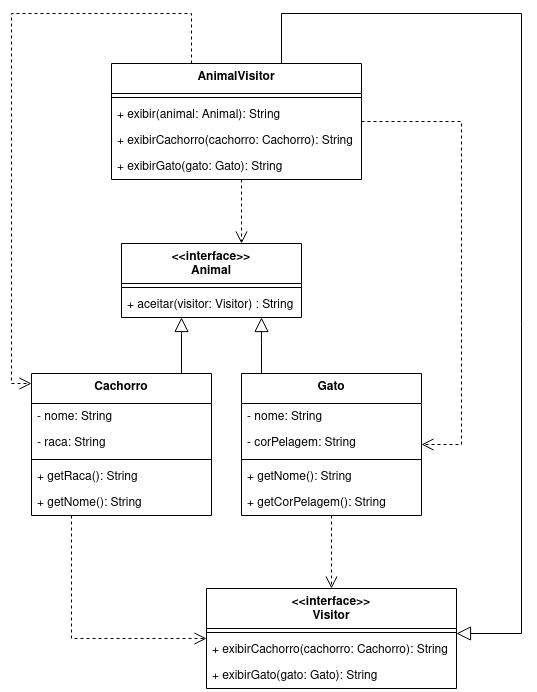 AnimalVisitor
+ exibir(animal: Animal): String
+ exibirCachorro(cachorro: Cachorro): String
+ exibirGato(gato: Gato): String
<<interface>>
Animal
+ aceitar(visitor: Visitor) : String
Cachorro
- nome: String
- raca: String
+ getRaca(): String
+ getNome(): String
Gato
- nome: String
- corPelagem: String
+ getNome(): String
+ getCorPelagem(): String
<<interface>>
Visitor
+ exibirCachorro(cachorro: Cachorro): String
+ exibirGato(gato: Gato): String